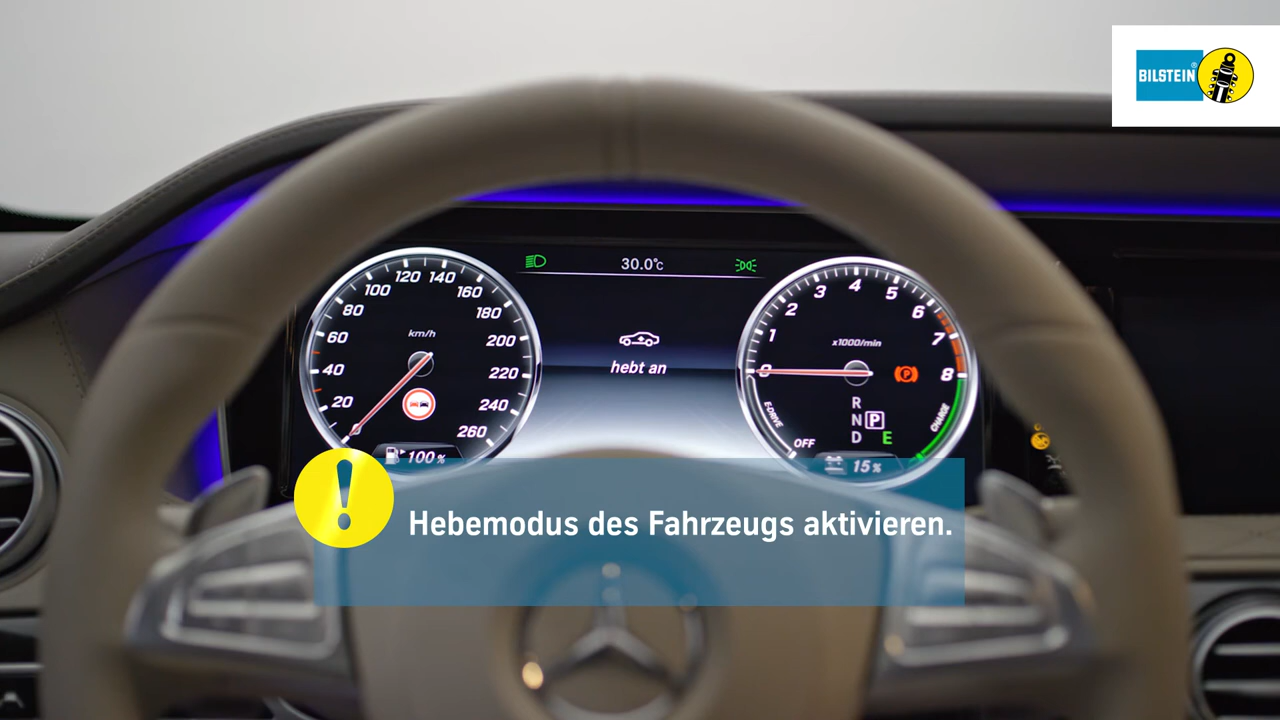 BILSTEIN®
30.0°C
hebt an
km/h
20
40
60
80
100
120
140
160
180
200
220
240
260
100%
x1000/min
0
1
2
3
4
5
6
7
8
P
R
N P
D E
E-DRIVE
OFF
CHARGE
15%
Hebemodus des Fahrzeugs aktivieren.